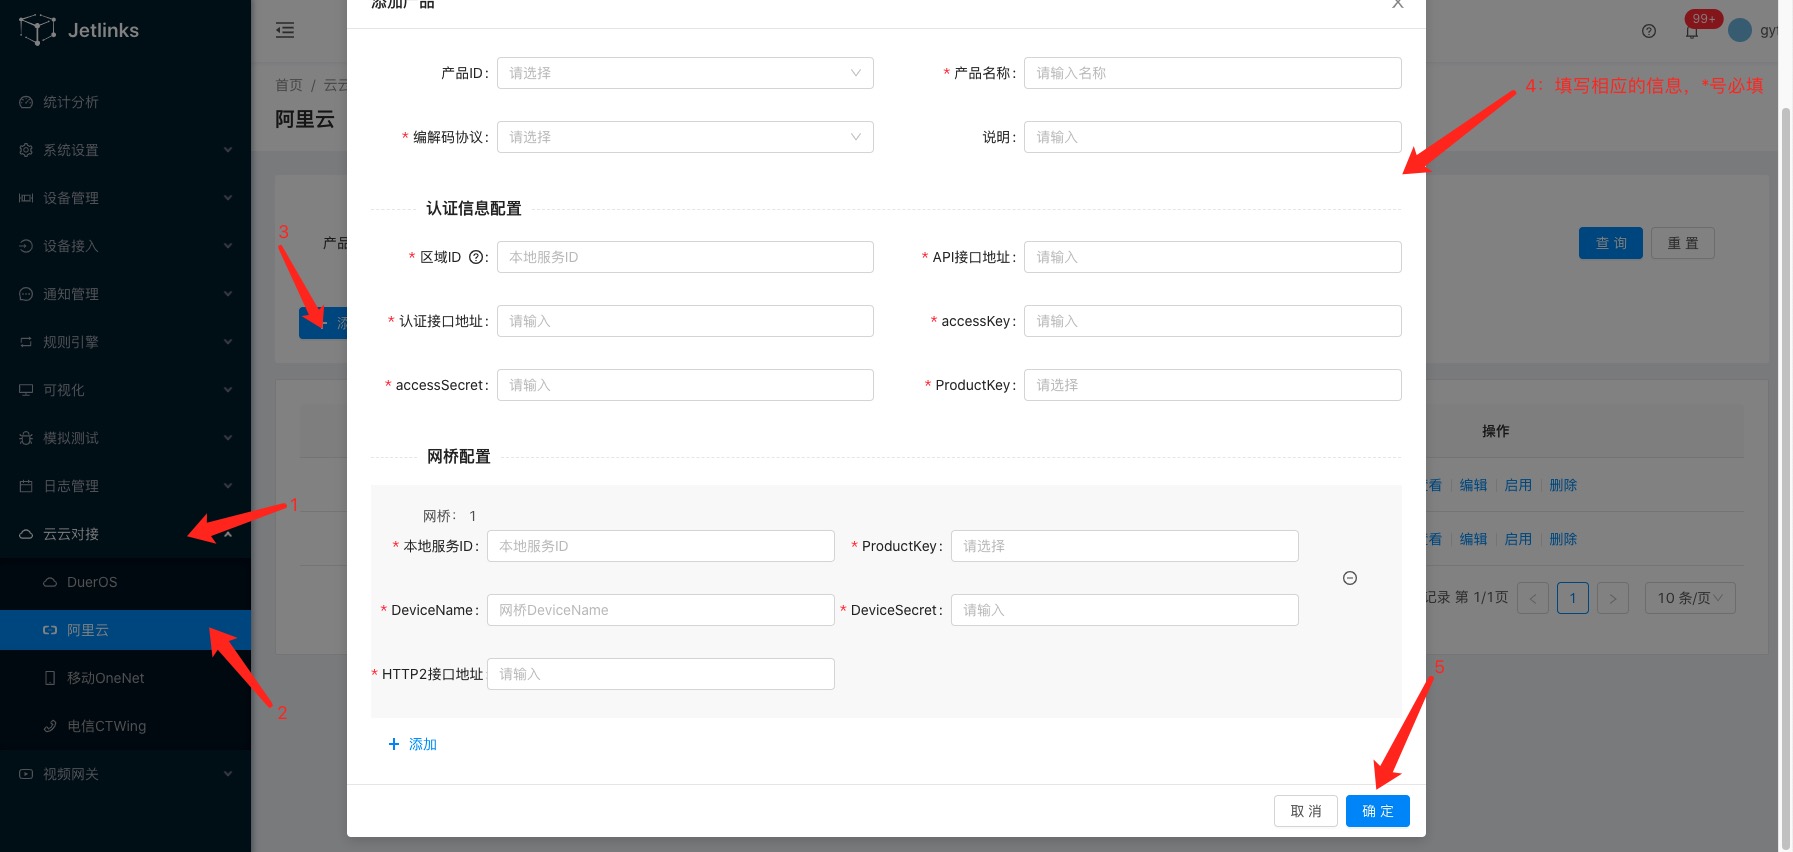 Jetlinks
统计分析
系统设置
设备管理
设备接入
通知管理
规则引擎
可视化
模拟测试
日志管理
云云对接
DuerOS
阿里云
移动OneNet
电信CTWing
视频网关
首页 / 云云
阿里云
99+
产品
添
查 询
重 置
操作
看 编辑 启用 删除
看 编辑 启用 删除
记录 第 1/1页
<
1
>
10 条/页
添加产品
产品ID: 请选择
* 产品名称: 请输入名称
* 编解码协议: 请选择
说明: 请输入
认证信息配置
* 区域ID ?: 本地服务ID
* API接口地址: 请输入
* 认证接口地址: 请输入
* accessKey: 请输入
* accessSecret: 请输入
* ProductKey: 请选择
网桥配置
网桥: 1
* 本地服务ID: 本地服务ID
* ProductKey: 请选择
* DeviceName: 网桥DeviceName
* DeviceSecret: 请输入
* HTTP2接口地址 请输入
+ 添加
取 消
确 定
1
2
3
4：填写相应的信息，*号必填
5